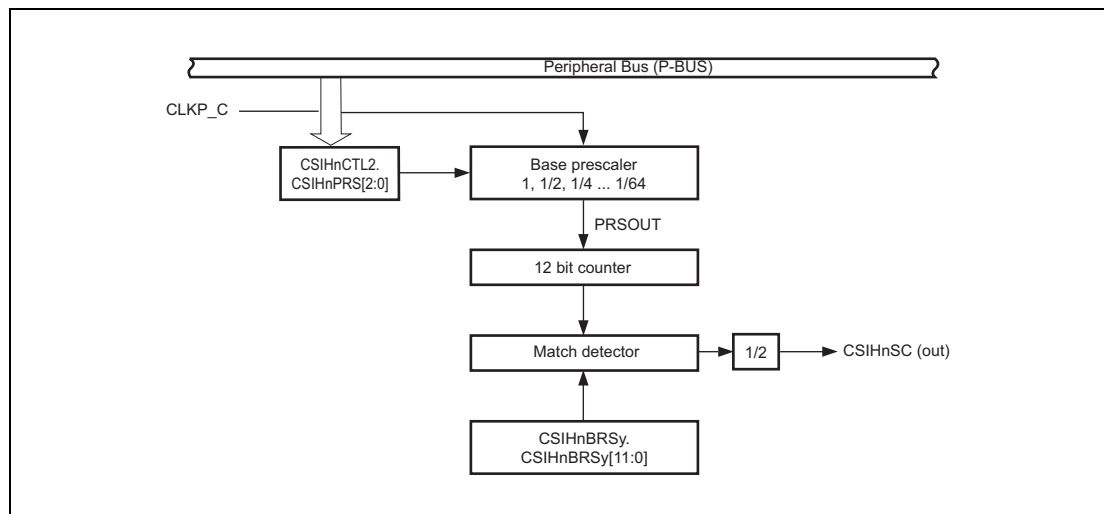 Peripheral Bus (P-BUS)
CLKP_C
CSIHnCTL2.
CSIHnPRS[2:0]
Base prescaler
1, 1/2, 1/4 ... 1/64
PRSOUT
12 bit counter
Match detector
1/2
CSIHnSC (out)
CSIHnBRSy.
CSIHnBRSy[11:0]